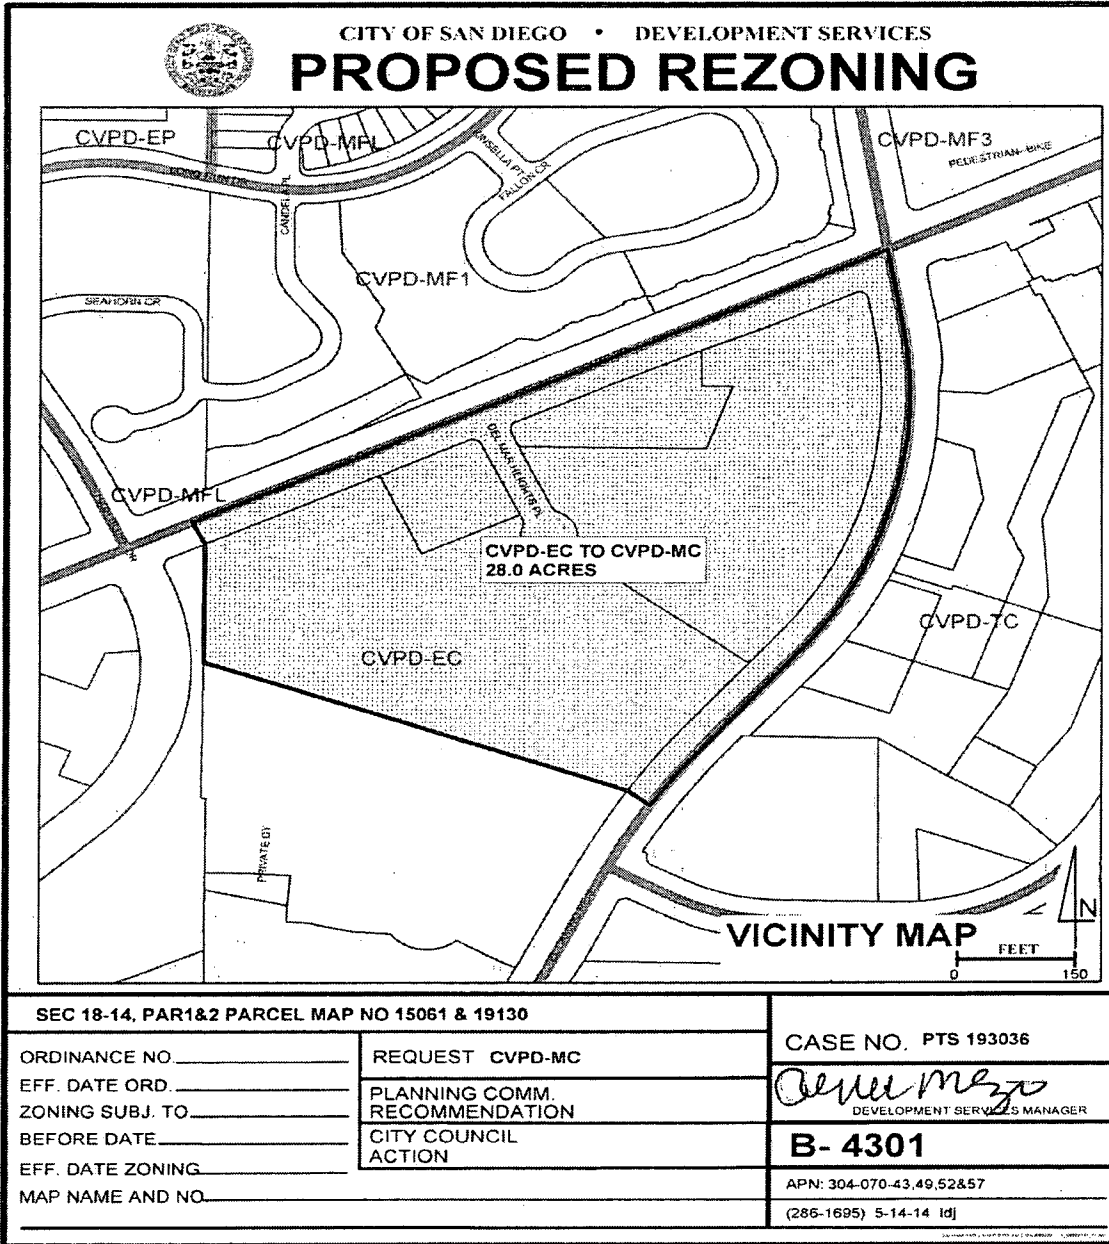 CITY OF SAN DIEGO • DEVELOPMENT SERVICES
PROPOSED REZONING
CVPD-EP
CVPD-MFL
CVPD-MF3
PEDESTRIAN-BIKE
CANDELA PL
FALLON CR
CVPD-MF1
SEAHORN CR
DEL MAR HEIGHTS PL
CVPD-MFL
CVPD-EC TO CVPD-MC
28.0 ACRES
CVPD-TC
CVPD-EC
PRIVATE DY
VICINITY MAP
N
FEET
0 150
SEC 18-14, PAR1&2 PARCEL MAP NO 15061 & 19130
ORDINANCE NO.
EFF. DATE ORD.
ZONING SUBJ. TO
BEFORE DATE
EFF. DATE ZONING
MAP NAME AND NO.
REQUEST CVPD-MC
PLANNING COMM.
RECOMMENDATION
CITY COUNCIL
ACTION
CASE NO. PTS 193036
DEVELOPMENT SERVICES MANAGER
B- 4301
APN: 304-070-43,49,52&57
(286-1695) 5-14-14 ldj